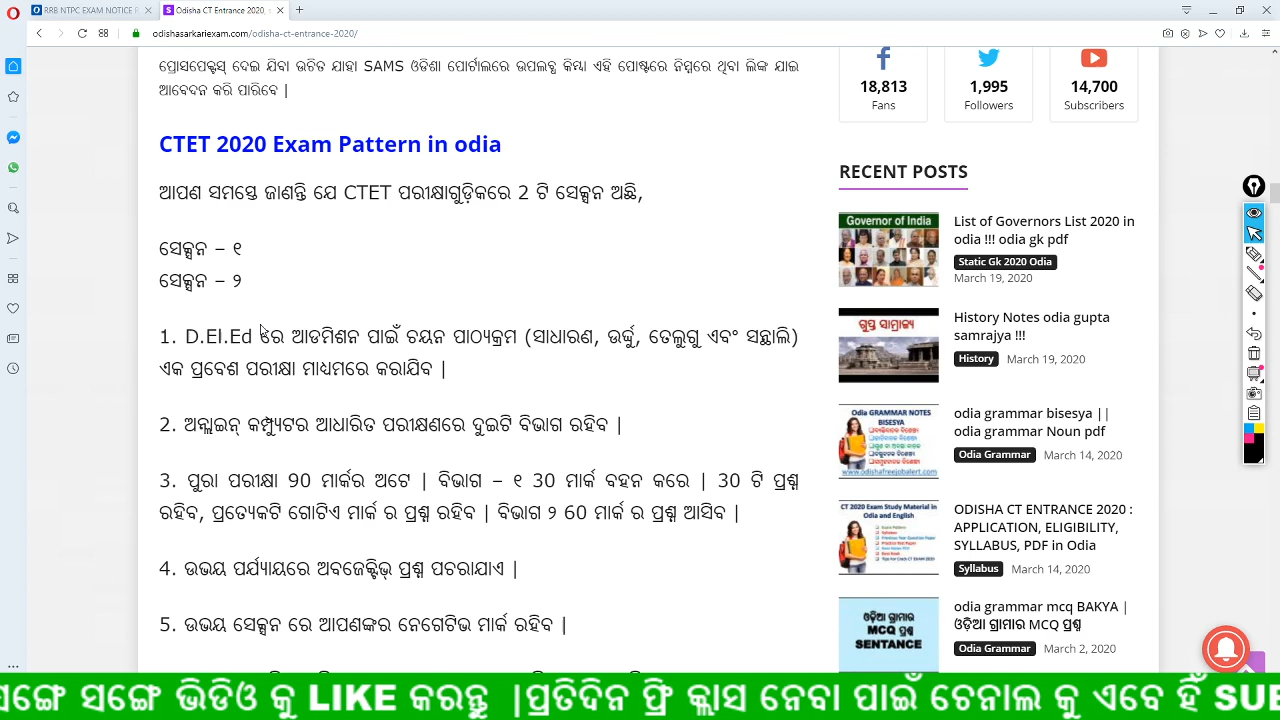 RRB NTPC EXAM NOTICE R
Odisha CT Entrance 2020, s
odishasarkariexam.com/odisha-ct-entrance-2020/
ପ୍ରୋସପେକ୍ଟସ୍ ଦେଇ ଯିବା ଉଚିତ ଯାହା SAMS ଓଡିଶା ପୋର୍ଟାଲରେ ଉପଲବ୍ଧ କିମ୍ବା ଏହି ପୋଷ୍ଟରେ ନିମ୍ନରେ ଥିବା ଲିଙ୍କ ଯାଇ
ଆବେଦନ କରି ପାରିବେ |
CTET 2020 Exam Pattern in odia
ଆପଣ ସମସ୍ତେ ଜାଣନ୍ତି ଯେ CTET ପରୀକ୍ଷାଗୁଡ଼ିକରେ 2 ଟି ସେକ୍ସନ ଅଛି,
ସେକ୍ସନ – ୧
ସେକ୍ସନ – ୨
1. D.El.Ed ରେ ଆଡମିଶନ ପାଇଁ ଚୟନ ପାଠ୍ୟକ୍ରମ (ସାଧାରଣ, ଉର୍ଦ୍ଦୁ, ତେଲୁଗୁ ଏବଂ ସନ୍ଥାଲି)
ଏକ ପ୍ରବେଶ ପରୀକ୍ଷା ମାଧ୍ୟମରେ କରାଯିବ |
2. ଅନ୍ଲାଇନ୍ କମ୍ପ୍ୟୁଟର ଆଧାରିତ ପରୀକ୍ଷଣରେ ଦୁଇଟି ବିଭାଗ ରହିବ |
3. ପରୀକ୍ଷା 90 ମାର୍କର ଅଟେ | ବିଭାଗ – ୧ 30 ମାର୍କ ବହନ କରେ | 30 ଟି ପ୍ରଶ୍ନ
ରହିବ, ପ୍ରତ୍ୟେକଟି ଗୋଟିଏ ମାର୍କ ର ପ୍ରଶ୍ନ ରହିବ | ବିଭାଗ ୨ 60 ମାର୍କ ର ପ୍ରଶ୍ନ ଆସିବ |
4. ଉଭୟ ପର୍ଯ୍ୟାୟରେ ଅବଜେକ୍ଟିଭ୍ ପ୍ରଶ୍ନ ପଚରାଯାଏ |
5. ଉଭୟ ସେକ୍ସନ ରେ ଆପଣଙ୍କର ନେଗେଟିଭ ମାର୍କ ରହିବ |
18,813
Fans
1,995
Followers
14,700
Subscribers
RECENT POSTS
Governor of India
List of Governors List 2020 in
odia !!! odia gk pdf
Static Gk 2020 Odia
March 19, 2020
ଗୁପ୍ତ ସାମ୍ରାଜ୍ୟ
History Notes odia gupta
samrajya !!!
History March 19, 2020
Odia GRAMMAR NOTES
BISESYA
www.odishafreejobalert.com
odia grammar bisesya ||
odia grammar Noun pdf
Odia Grammar March 14, 2020
CT 2020 Exam Study Material in
Odia and English
ODISHA CT ENTRANCE 2020 :
APPLICATION, ELIGIBILITY,
SYLLABUS, PDF In Odia
Syllabus March 14, 2020
ଓଡ଼ିଆ ଗ୍ରାମାର
MCQ ପ୍ରଶ୍ନ
SENTANCE
odia grammar mcq BAKYA |
ଓଡ଼ିଆ ଗ୍ରାମାର MCQ ପ୍ରଶ୍ନ
Odia Grammar March 2, 2020
ସଙ୍ଗେ ସଙ୍ଗେ ଭିଡିଓ କୁ LIKE କରନ୍ତୁ |ପ୍ରତିଦିନ ଫ୍ରି କ୍ଲାସ ନେବା ପାଇଁ ଚେନାଲ କୁ ଏବେ ହିଁ SUB